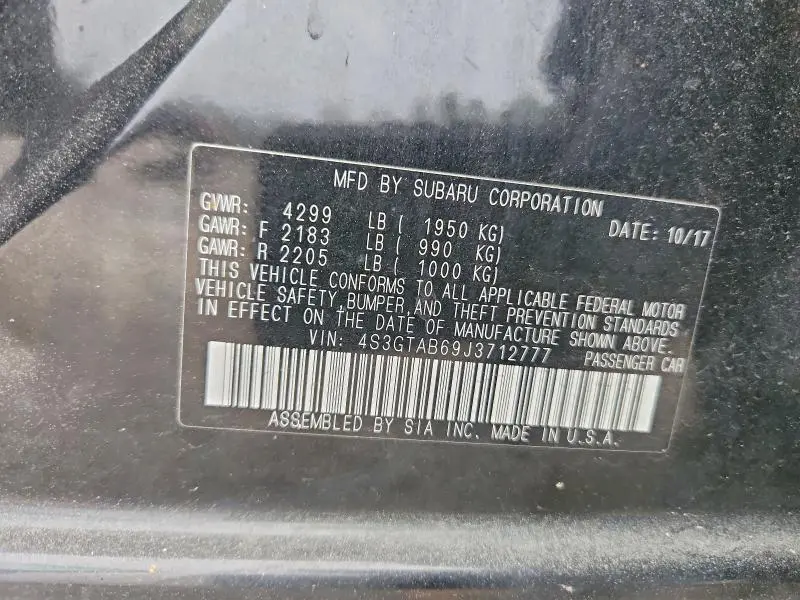 MFD BY SUBARU CORPORATION
GVWR: 4299 LB ( 1950 KG) DATE: 10/17
GAWR: F 2183 LB ( 990 KG)
GAWR: R 2205 LB ( 1000 KG)
THIS VEHICLE CONFORMS TO ALL APPLICABLE FEDERAL MOTOR
VEHICLE SAFETY,BUMPER,AND THEFT PREVENTION STANDARDS
IN EFFECT ON THE DATE OF MANUFACTURE SHOWN ABOVE.
VIN: 4S3GTAB69J3712777 PASSENGER CAR
ASSEMBLED BY SIA INC. MADE IN U.S.A.